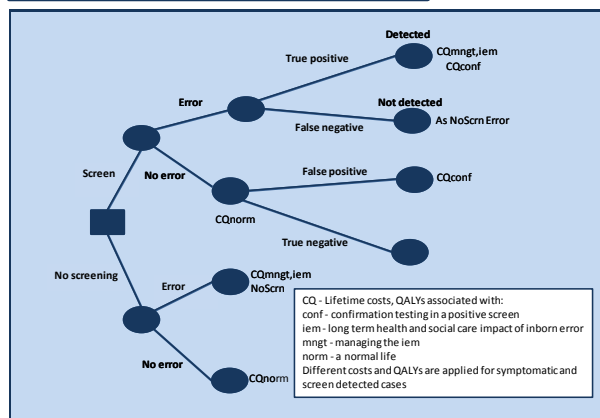 Detected
True positive
CQmngt,iem
CQconf
Error
Not detected
As NoScrn Error
False negative
Screen
No error
False positive
CQconf
CQnorm
True negative
No screening
Error
CQmngt,iem
NoScrn
No error
CQnorm
CQ - Lifetime costs, QALYs associated with:
conf - confirmation testing in a positive screen
iem - long term health and social care impact of inborn error
mngt - managing the iem
norm - a normal life
Different costs and QALYs are applied for symptomatic and
screen detected cases